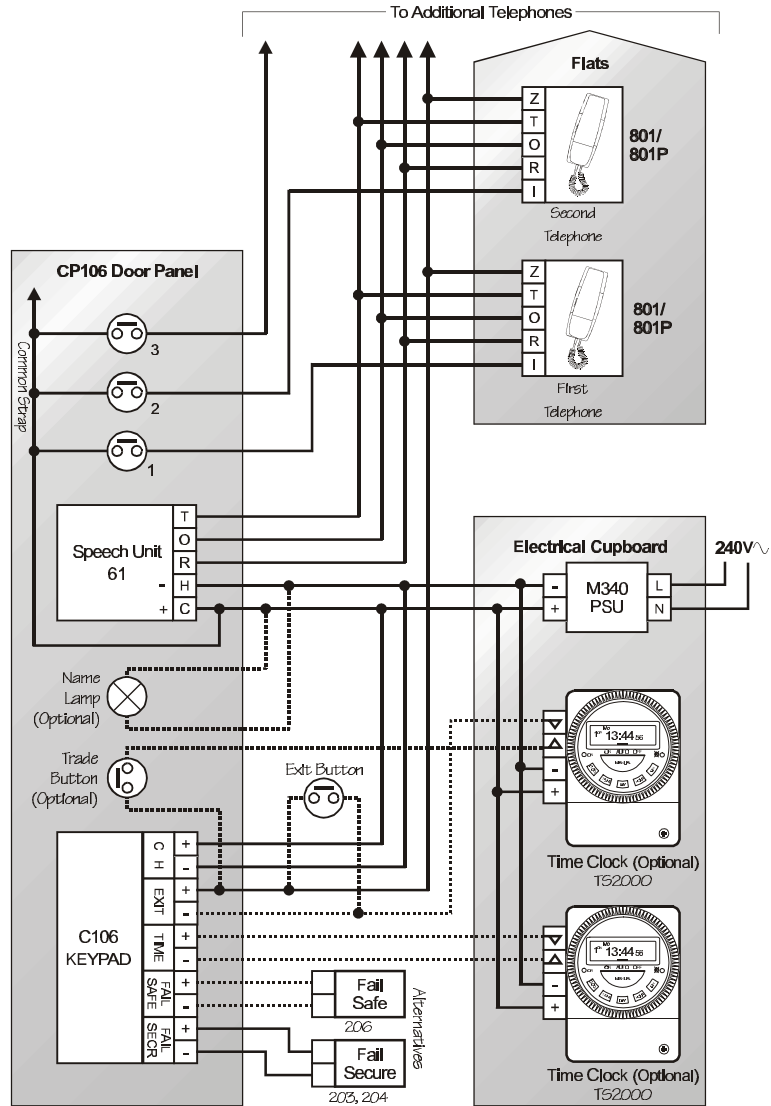 To Additional Telephones
Flats
Z
T
O
R
I
801/
801P
Second
Telephone
Z
T
O
R
I
801/
801P
First
Telephone
CP106 Door Panel
Common Strap
3
2
1
Speech Unit
61
T
O
R
- H
+ C
Name
Lamp
(Optional)
Trade
Button
(Optional)
Exit Button
Electrical Cupboard
240V
-
+
M340
PSU
L
N
-
+
13:44 56
Time Clock (Optional)
TS2000
-
+
13:44 56
Time Clock (Optional)
TS2000
C106
KEYPAD
C +
H -
EXIT
+
-
TIME
+
-
FAIL
SAFE
+
-
FAIL
SECR
+
-
Fail
Safe
206
Alternatives
Fail
Secure
203, 204